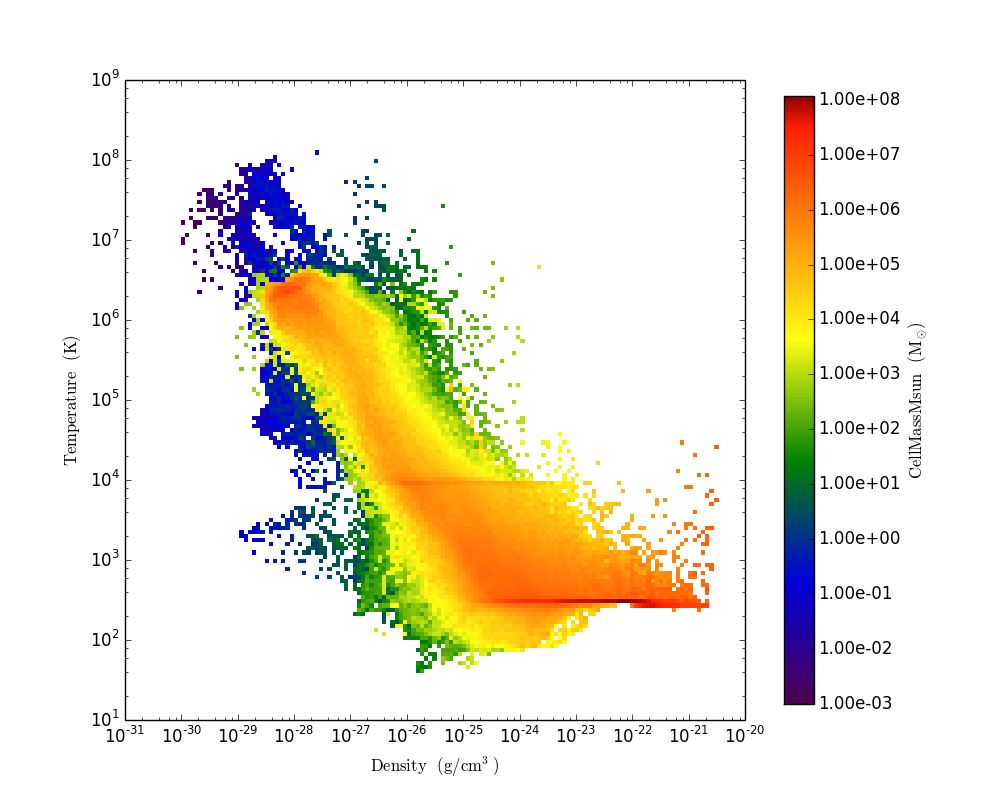 10^9
10^8
10^7
10^6
10^5
10^4
10^3
10^2
10^1
Temperature (K)
10^-31 10^-30 10^-29 10^-28 10^-27 10^-26 10^-25 10^-24 10^-23 10^-22 10^-21 10^-20
Density (g/cm^3)
1.00e+08
1.00e+07
1.00e+06
1.00e+05
1.00e+04
1.00e+03
1.00e+02
1.00e+01
1.00e+00
1.00e-01
1.00e-02
1.00e-03
CellMassMsun (M_⊙)